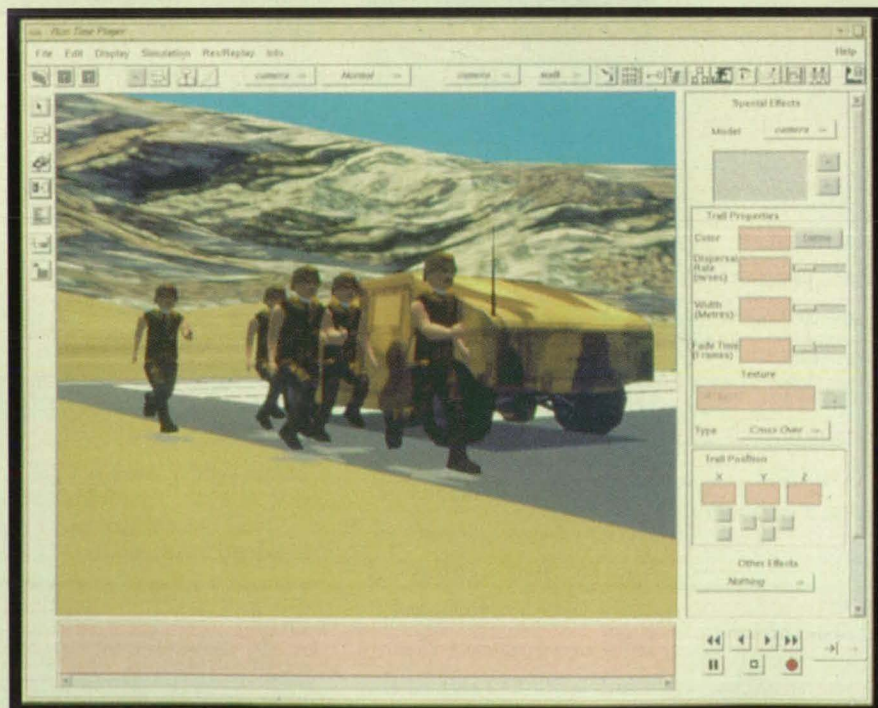 Run Time Player
File Edit Display Simulation Rec/Replay Info Help
camera Normal camera walk
Special Effects
Model camera
Trail Properties
Color Define
Dispersal
Rate
(m/sec)
Width
(Metres)
Fade Time
(Frames)
Texture
Type Cross Over
Trail Position
X Y Z
Other Effects
Nothing